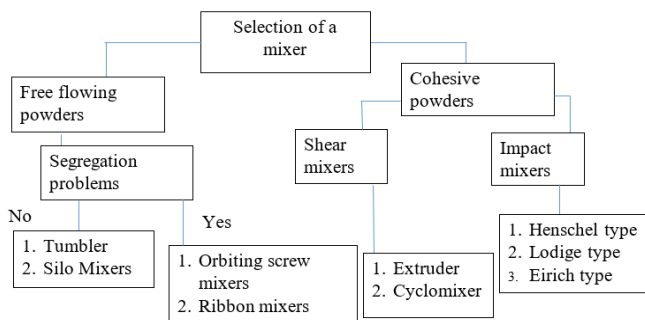 Selection of a
mixer
Free flowing
powders
Cohesive
powders
Segregation
problems
Shear
mixers
Impact
mixers
No
Yes
1. Tumbler
2. Silo Mixers
1. Orbiting screw
mixers
2. Ribbon mixers
1. Extruder
2. Cyclomixer
1. Henschel type
2. Lodige type
3. Eirich type